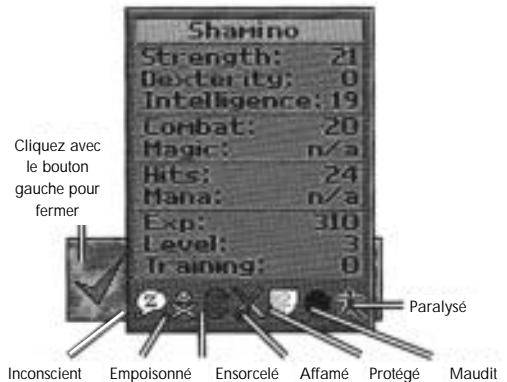 Shamino
Strength: 21
Dexterity: 0
Intelligence: 19
Combat: 20
Magic: n/a
Hits: 24
Mana: n/a
Exp: 310
Level: 3
Training: 0
Cliquez avec
le bouton
gauche pour
fermer
Paralysé
Inconscient Empoisonné Ensorcelé Affamé Protégé Maudit